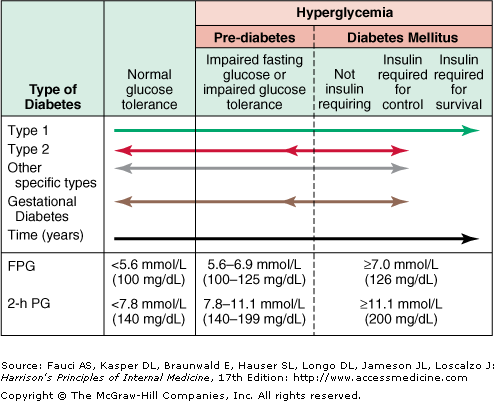 Hyperglycemia
Pre-diabetes Diabetes Mellitus
Type of
Diabetes
Normal
glucose
tolerance
Impaired fasting
glucose or
impaired glucose
tolerance
Not
insulin
requiring
Insulin
required
for
control
Insulin
required
for
survival
Type 1
Type 2
Other
specific types
Gestational
Diabetes
Time (years)
FPG <5.6 mmol/L 5.6–6.9 mmol/L ≥7.0 mmol/L
(100 mg/dL) (100–125 mg/dL) (126 mg/dL)
2-h PG <7.8 mmol/L 7.8–11.1 mmol/L ≥11.1 mmol/L
(140 mg/dL) (140–199 mg/dL) (200 mg/dL)
Source: Fauci AS, Kasper DL, Braunwald E, Hauser SL, Longo DL, Jameson JL, Loscalzo J:
Harrison's Principles of Internal Medicine, 17th Edition: http://www.accessmedicine.com
Copyright © The McGraw-Hill Companies, Inc. All rights reserved.